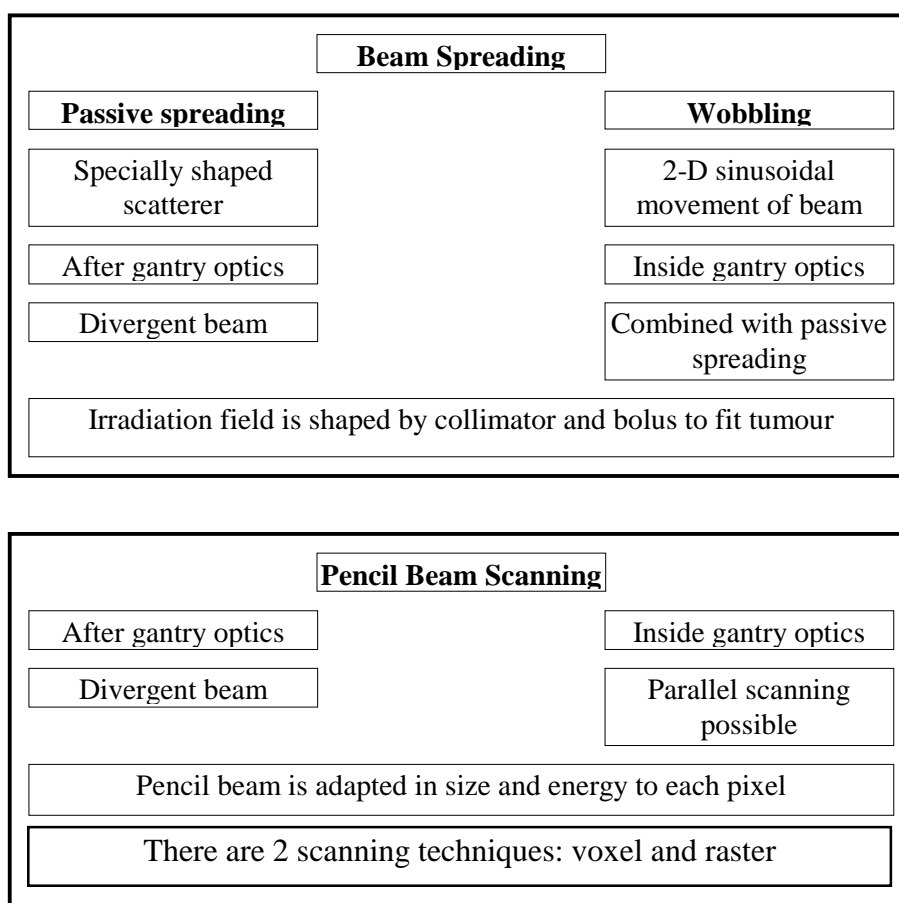 Beam Spreading
Passive spreading
Wobbling
Specially shaped
scatterer
2-D sinusoidal
movement of beam
After gantry optics
Inside gantry optics
Divergent beam
Combined with passive
spreading
Irradiation field is shaped by collimator and bolus to fit tumour
Pencil Beam Scanning
After gantry optics
Inside gantry optics
Divergent beam
Parallel scanning
possible
Pencil beam is adapted in size and energy to each pixel
There are 2 scanning techniques: voxel and raster